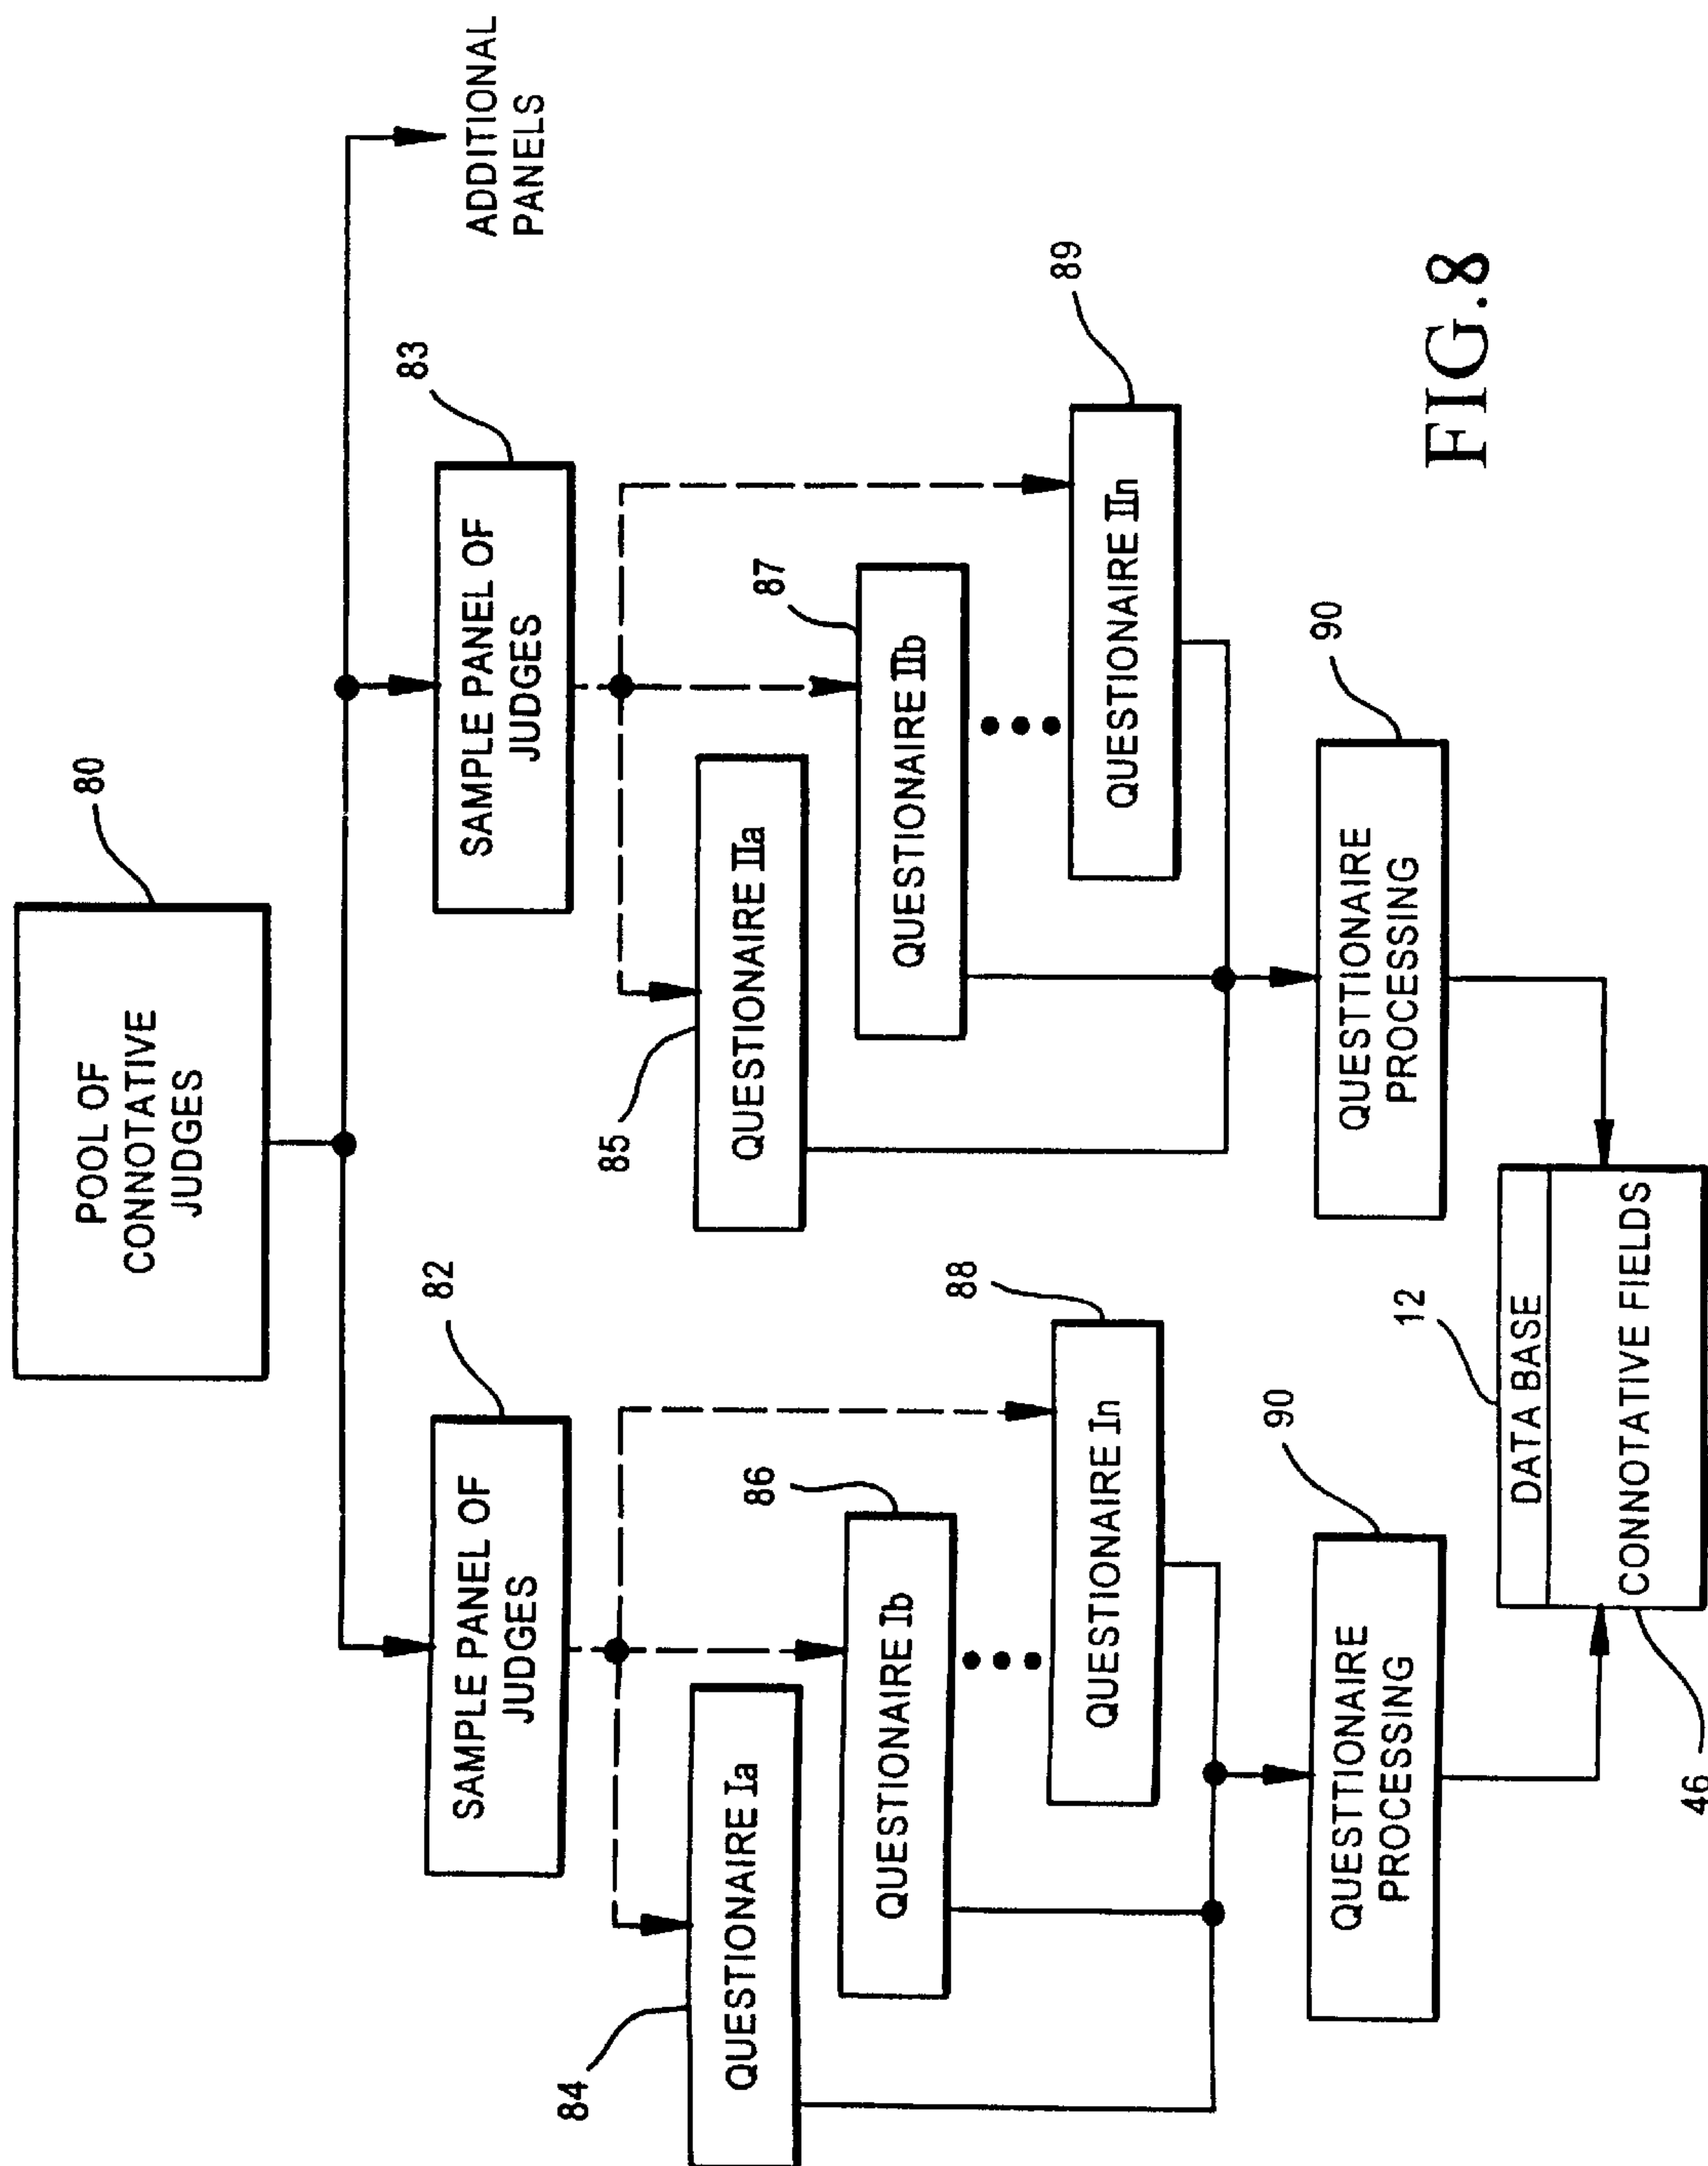 POOL OF
CONNOTATIVE
JUDGES
80
ADDITIONAL
PANELS
SAMPLE PANEL OF
JUDGES
82
SAMPLE PANEL OF
JUDGES
83
84
QUESTIONAIRE Ia
QUESTIONAIRE Ib
86
QUESTIONAIRE In
88
85
QUESTIONAIRE IIa
QUESTIONAIRE IIb
87
QUESTIONAIRE IIn
89
QUESTTIONAIRE
PROCESSING
90
QUESTTIONAIRE
PROCESSING
90
DATA BASE
12
CONNOTATIVE FIELDS
46
FIG.8